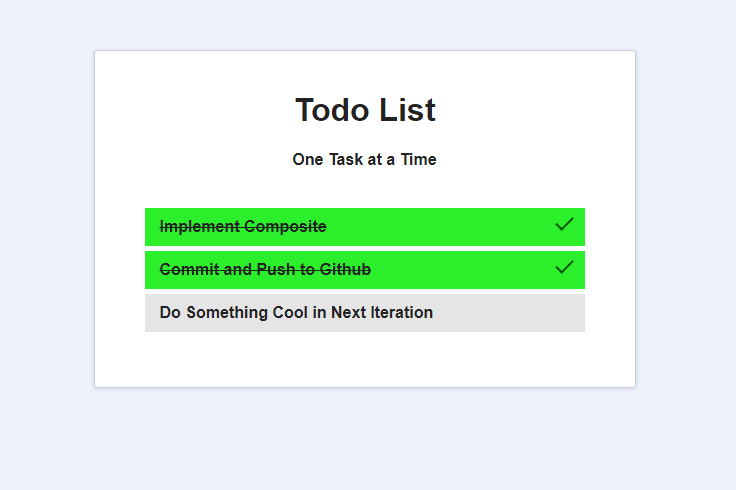 Todo List
One Task at a Time
Implement Composite
Commit and Push to Github
Do Something Cool in Next Iteration